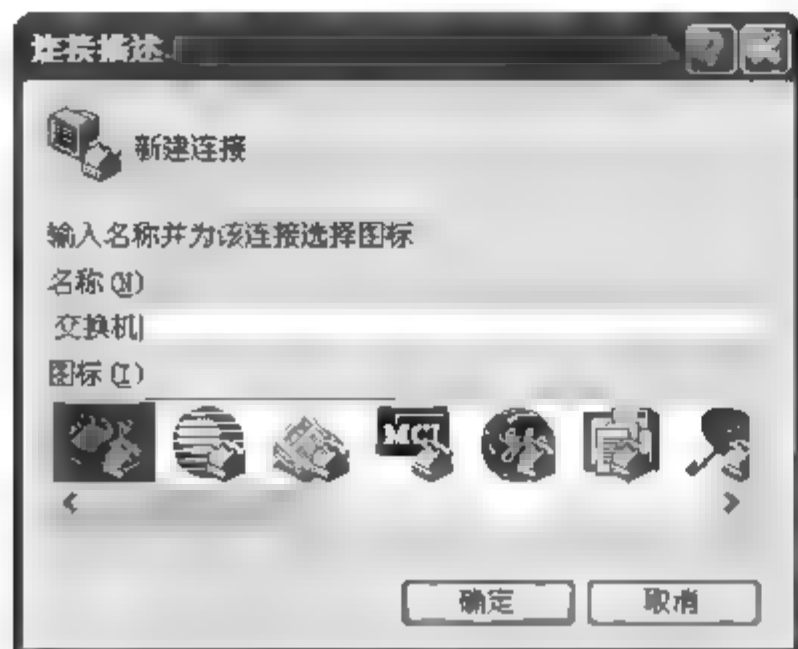 连接描述
新建连接
输入名称并为该连接选择图标
名称(N)
交换机
图标(I)
MCI
确定 取消